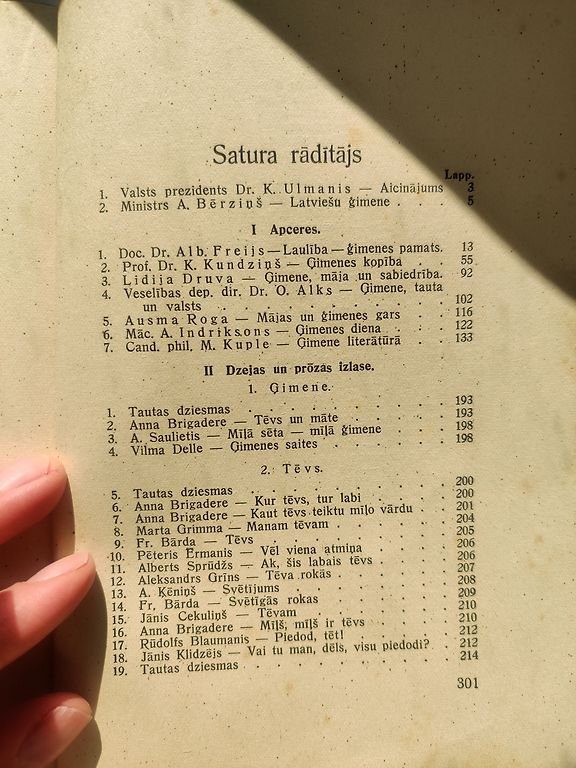 Satura rādītājs
Lapp.
1. Valsts prezidents Dr. K. Ulmanis — Aicinājums 3
2. Ministrs A. Bērziņš — Latviešu ģimene . . . 5
I Apceres.
1. Doc. Dr. Alb. Freijs — Laulība — ģimenes pamats. 13
2. Prof. Dr. K. Kundziņš — Ģimenes kopība . . 55
3. Lidija Druva — Ģimene, māja un sabiedrība. 92
4. Veselības dep. dir. Dr. O. Alks — Ģimene, tauta
un valsts . . . . . . . . . 102
5. Ausma Roga — Mājas un ģimenes gars . . 116
6. Māc. A. Indriksons — Ģimenes diena . . 122
7. Cand. phil. M. Kuple — Ģimene literātūrā . . 133
II Dzejas un prōzas izlase.
1. Ģimene.
1. Tautas dziesmas . . . . . . . . 193
2. Anna Brigadere — Tēvs un māte . . . . 193
3. A. Saulietis — Mīļā sēta — mīļā ģimene . . 198
4. Vilma Delle — Ģimenes saites . . . . . 198
2. Tēvs.
5. Tautas dziesmas . . . . . . . . 200
6. Anna Brigadere — Kur tēvs, tur labi . . . 200
7. Anna Brigadere — Kaut tēvs teiktu mīļo vārdu . . 201
8. Marta Grimma — Manam tēvam . . . . 204
9. Fr. Bārda — Tēvs . . . . . . . 205
10. Pēteris Ērmanis — Vēl viena atmiņa . . . 206
11. Alberts Sprūdžs — Ak, šis labais tēvs . . . 206
12. Aleksandrs Grīns — Tēva rokās . . . . 207
13. A. Ķēniņš — Svētījums . . . . . . 208
14. Fr. Bārda — Svētīgās rokas . . . . . 209
15. Jānis Cekuliņš — Tēvam . . . . . 210
16. Anna Brigadere — Mīļš, mīļš ir tēvs . . . 210
17. Rūdolfs Blaumanis — Piedod, tēt! . . . . 212
18. Jānis Klīdzējs — Vai tu man, dēls, visu piedodi? . 212
19. Tautas dziesmas . . . . . . . . 214
301